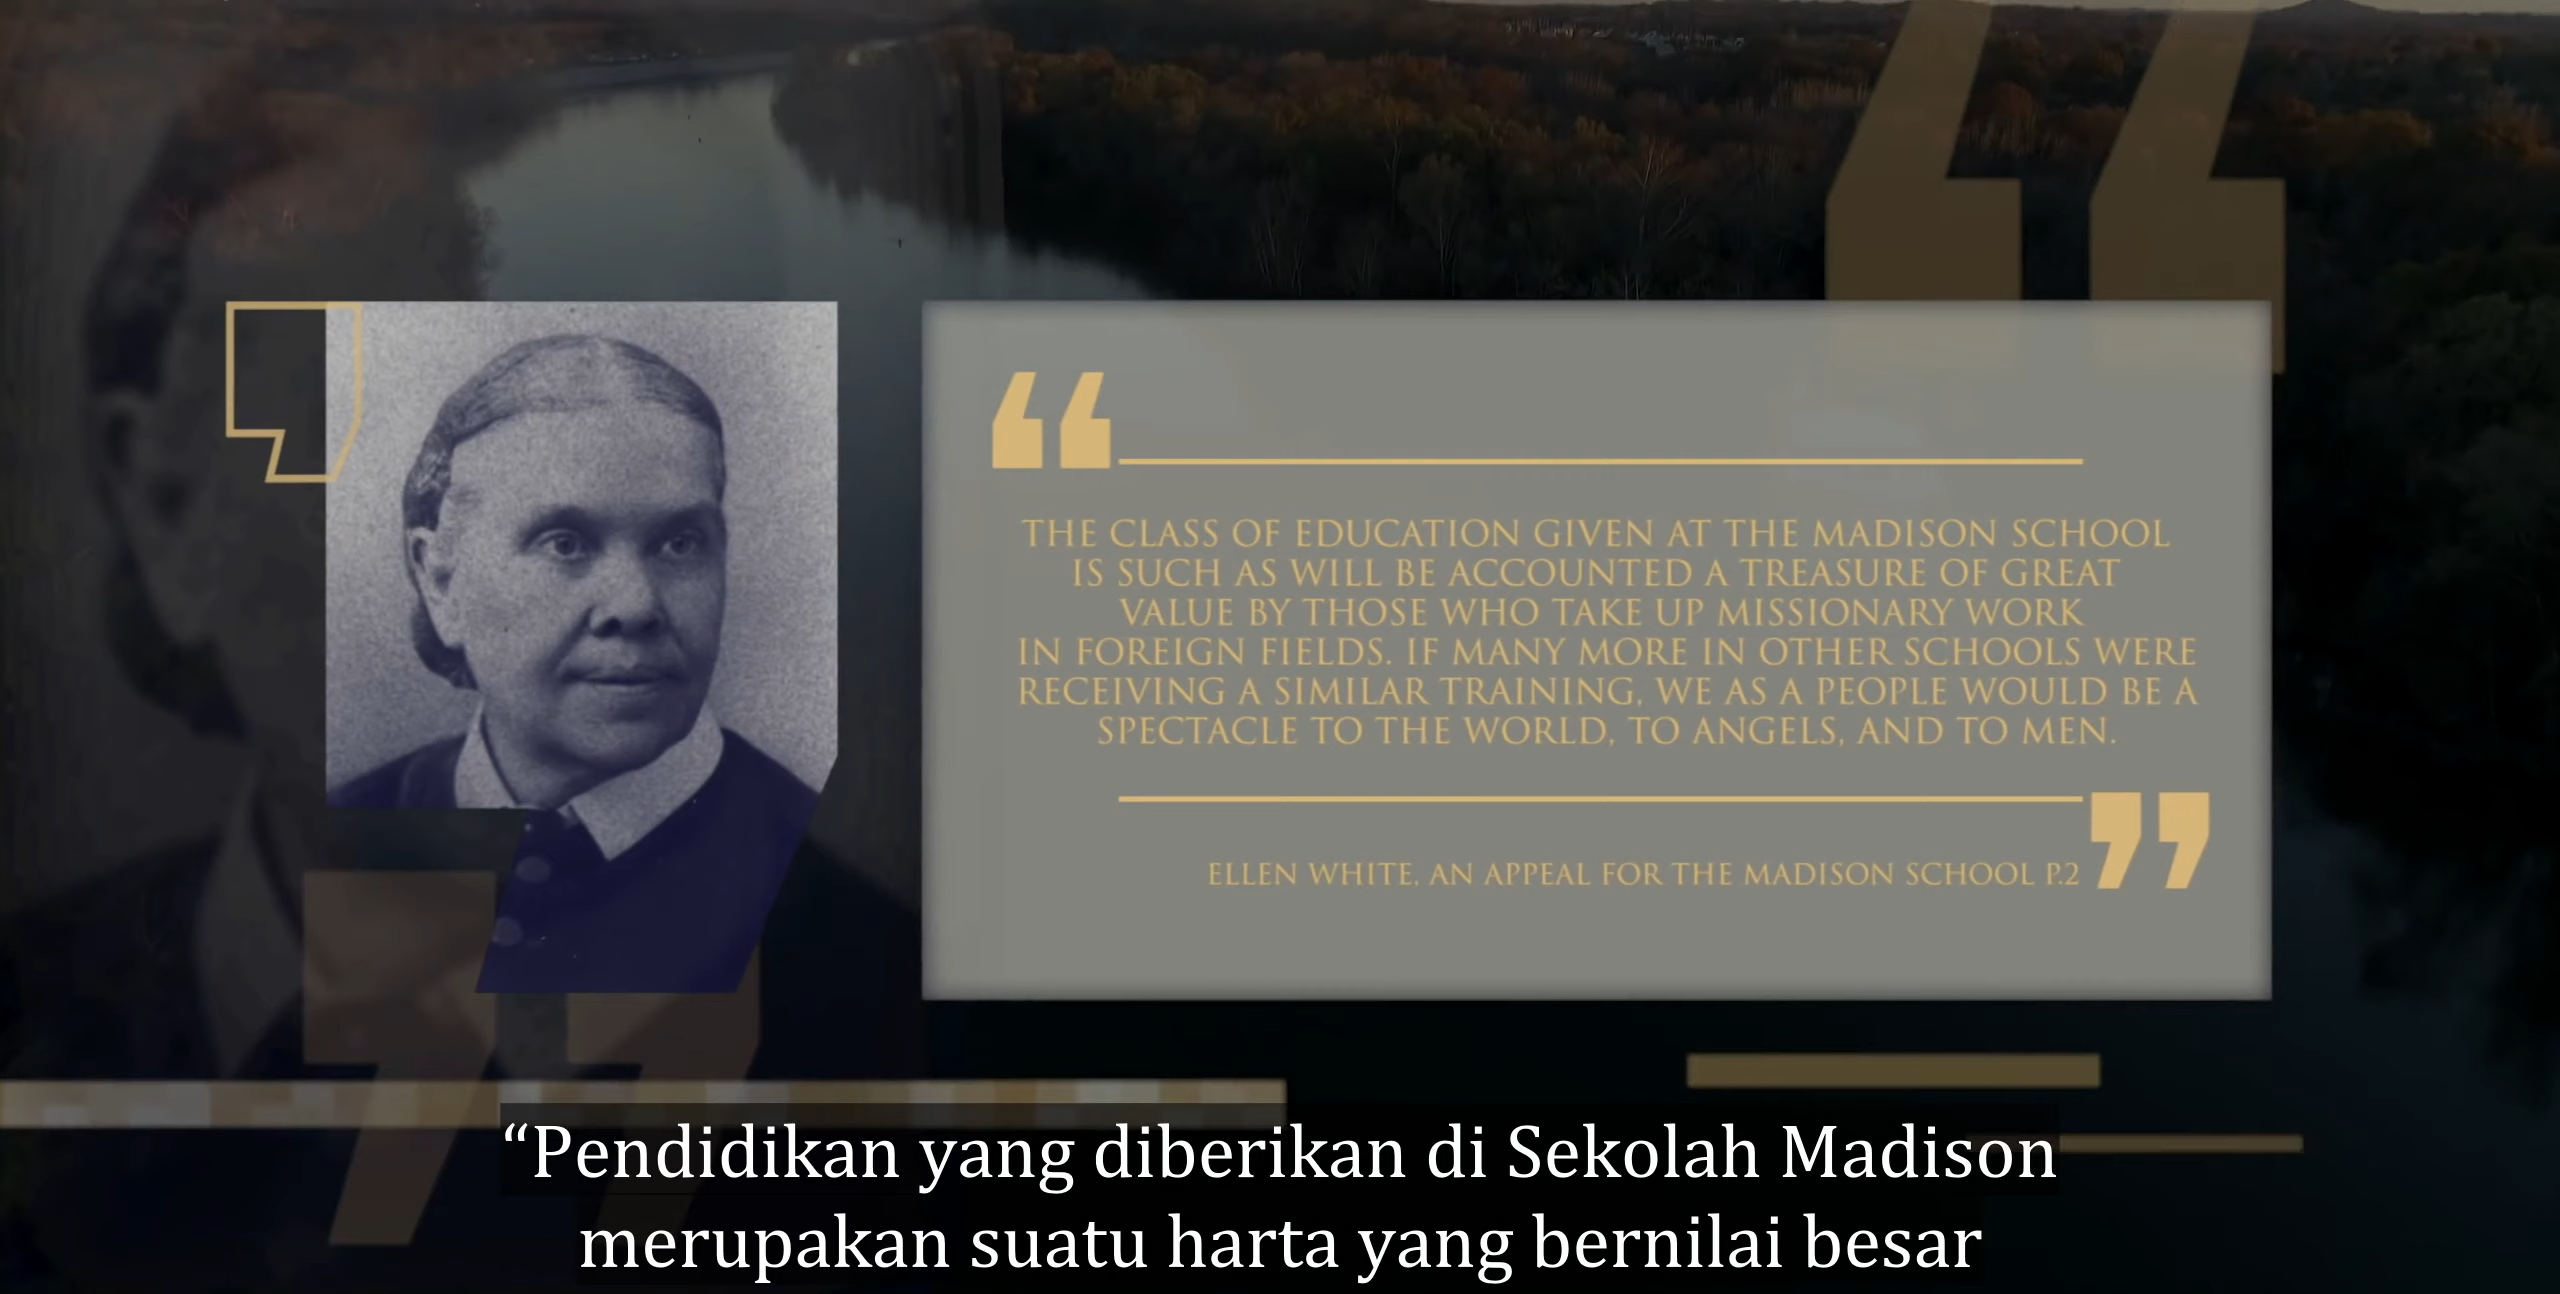 “
THE CLASS OF EDUCATION GIVEN AT THE MADISON SCHOOL
IS SUCH AS WILL BE ACCOUNTED A TREASURE OF GREAT
VALUE BY THOSE WHO TAKE UP MISSIONARY WORK
IN FOREIGN FIELDS. IF MANY MORE IN OTHER SCHOOLS WERE
RECEIVING A SIMILAR TRAINING, WE AS A PEOPLE WOULD BE A
SPECTACLE TO THE WORLD, TO ANGELS, AND TO MEN.
”
ELLEN WHITE, AN APPEAL FOR THE MADISON SCHOOL P.2
“Pendidikan yang diberikan di Sekolah Madison
merupakan suatu harta yang bernilai besar